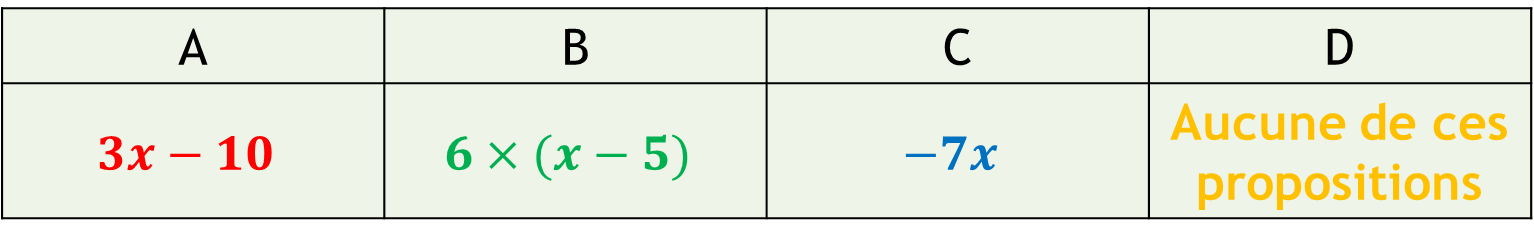 A B C D
3x − 10 6 × (x − 5) −7x Aucune de ces
propositions